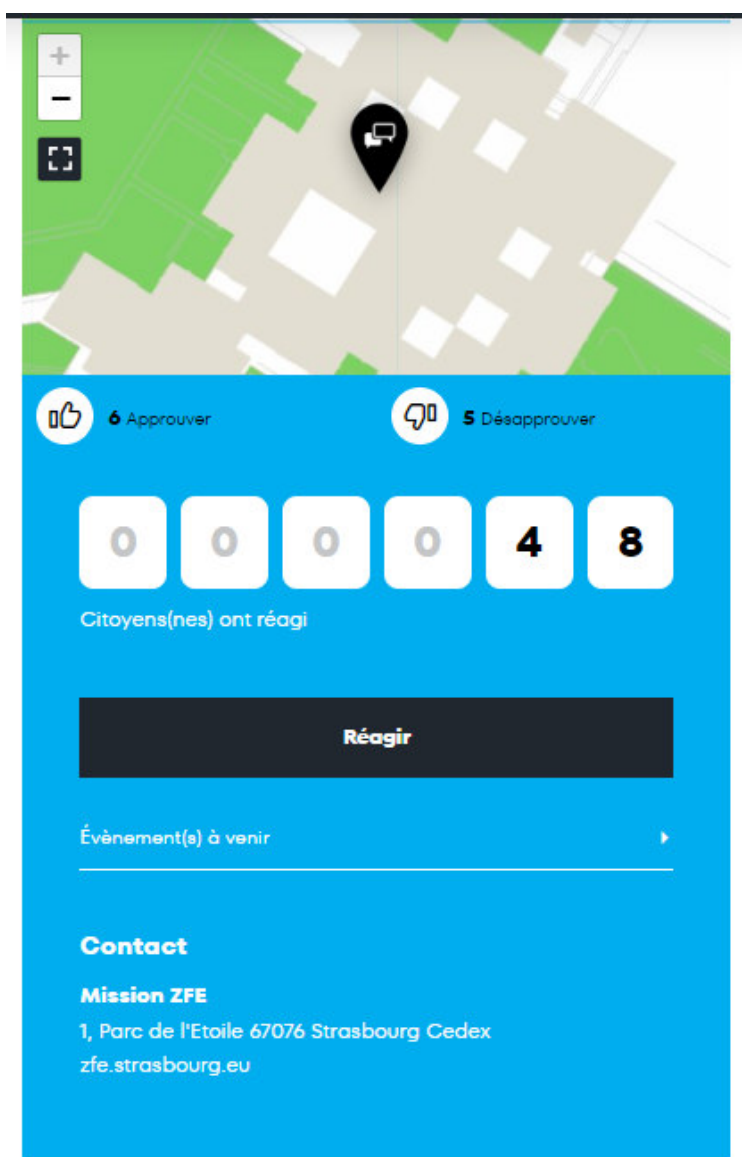 +
−
6 Approuver
5 Désapprouver
0 0 0 0 4 8
Citoyens(nes) ont réagi
Réagir
Évènement(s) à venir
Contact
Mission ZFE
1, Parc de l'Etoile 67076 Strasbourg Cedex
zfe.strasbourg.eu